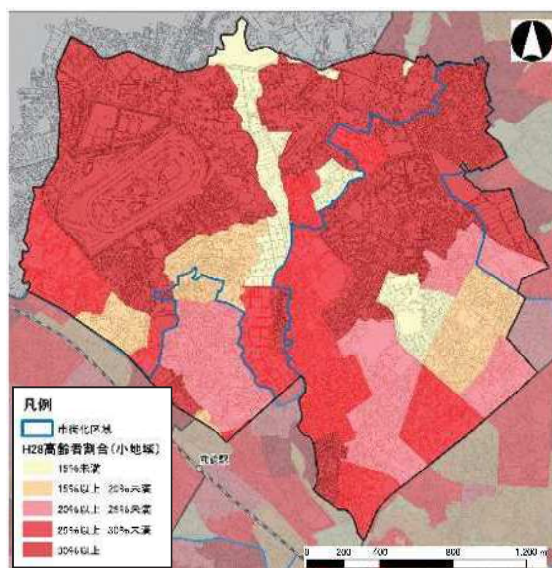 凡例
市街化区域
H28高齢者割合(小地域)
15%未満
15%以上 20%未満
20%以上 25%未満
25%以上 30%未満
30%以上
0 200 400 800 1,200 m